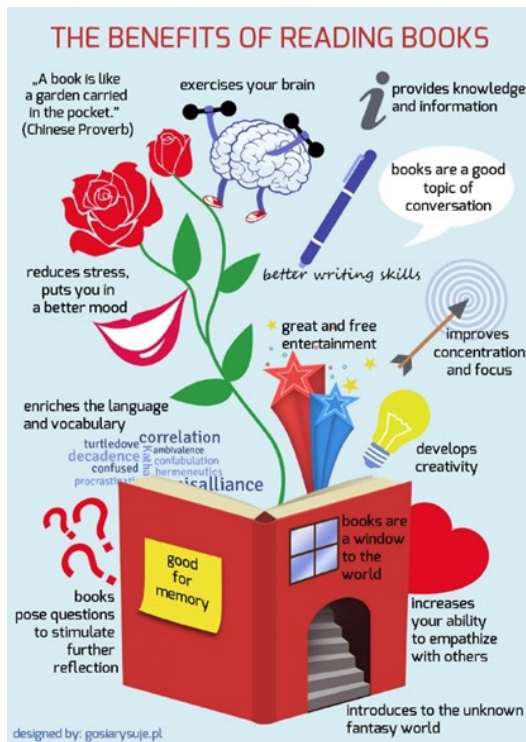 THE BENEFITS OF READING BOOKS
„A book is like
a garden carried
in the pocket.”
(Chinese Proverb)
exercises your brain
provides knowledge
and information
books are a good
topic of
conversation
reduces stress,
puts you in
a better mood
better writing skills
great and free
entertainment
improves
concentration
and focus
enriches the language
and vocabulary
turtledove
correlation
decadence
ambivalence
confused
confabulation
hermeneutics
develops
creativity
books are
a window
to the
world
good
for
memory
books
pose questions
to stimulate
further
reflection
increases
your ability
to empathize
with others
introduces to the unknown
fantasy world
designed by: gosiarysuje.pl